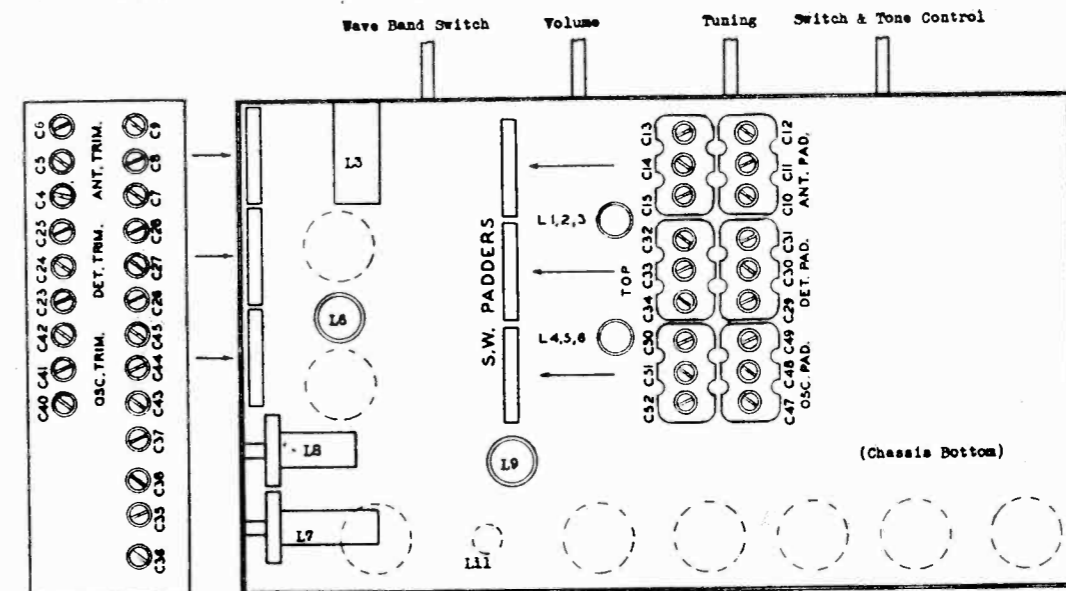 Wave Band Switch
Volume
Tuning
Switch & Tone Control
C6
C9
C5
C8
ANT. TRIM.
C4
C7
C25
C28
C24
C27
DET. TRIM.
C23
C26
C42
C45
C41
C44
OSC. TRIM.
C40
C43
C37
C36
C35
C38
L3
L6
L8
L7
L9
L11
S.W. PADDERS
L1,2,3
TOP
L4,5,6
C13
C12
C14
C11
C15
C10
ANT. PAD.
C32
C31
C33
C30
C34
C29
DET. PAD.
C50
C49
C51
C48
C52
C47
OSC. PAD.
(Chassis Bottom)